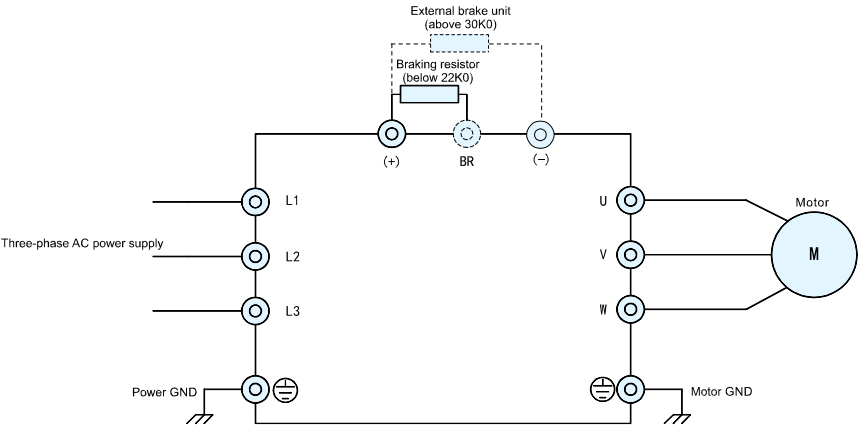 External brake unit
(above 30K0)
Braking resistor
(below 22K0)
(+)
BR
(−)
L1
U
Motor
Three-phase AC power supply
L2
V
M
L3
W
Power GND
Motor GND